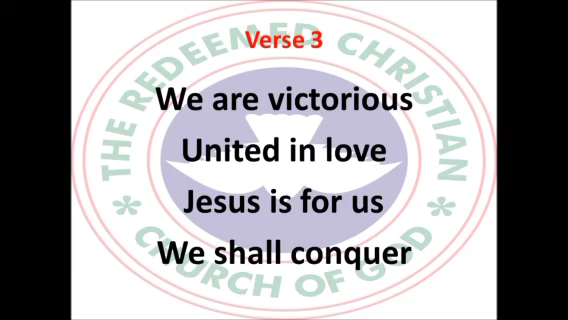 Verse 3
We are victorious
United in love
Jesus is for us
We shall conquer
THE REDEEMED CHRISTIAN
CHURCH OF GOD